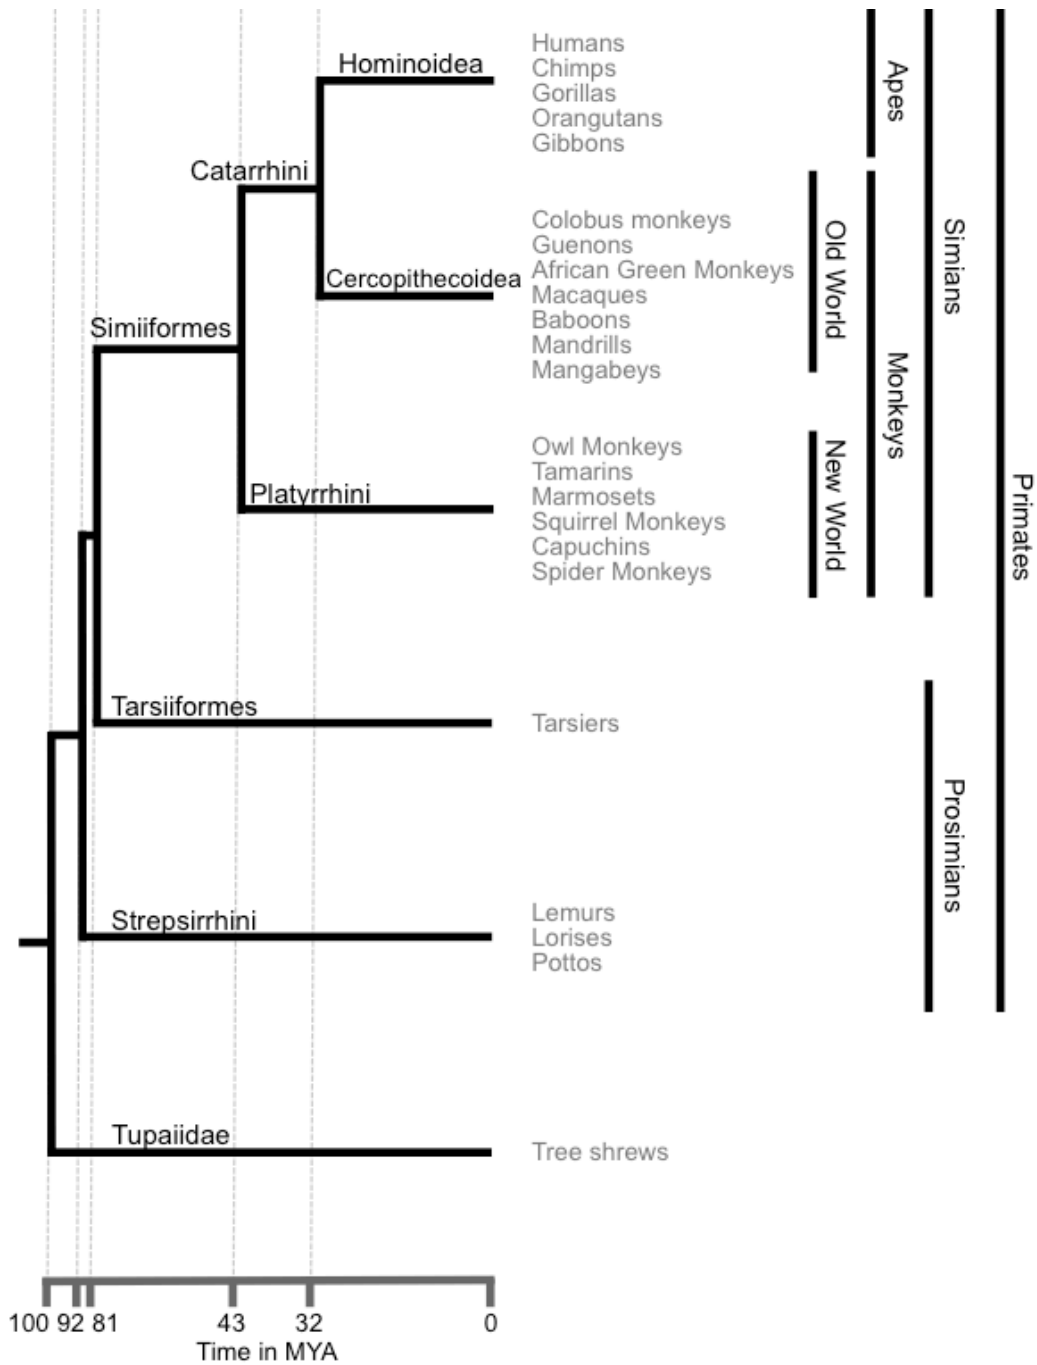 Hominoidea
Humans
Chimps
Gorillas
Orangutans
Gibbons
Apes
Catarrhini
Colobus monkeys
Guenons
African Green Monkeys
Macaques
Baboons
Mandrills
Mangabeys
Cercopithecoidea
Old World
Simians
Simiiformes
Monkeys
Owl Monkeys
Tamarins
Marmosets
Squirrel Monkeys
Capuchins
Spider Monkeys
Platyrrhini
New World
Primates
Tarsiiformes
Tarsiers
Prosimians
Strepsirrhini
Lemurs
Lorises
Pottos
Tupaiidae
Tree shrews
100 92 81 43 32 0
Time in MYA